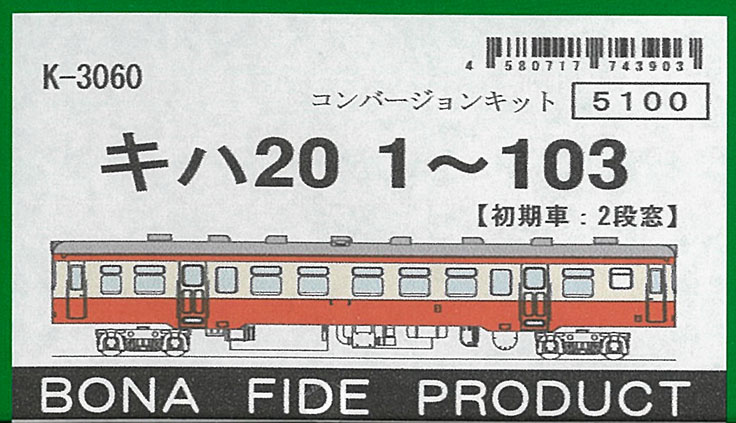 K-3060
4 580717 743903
コンバージョンキット 5100
キハ20 1～103
【初期車：2段窓】
BONA FIDE PRODUCT